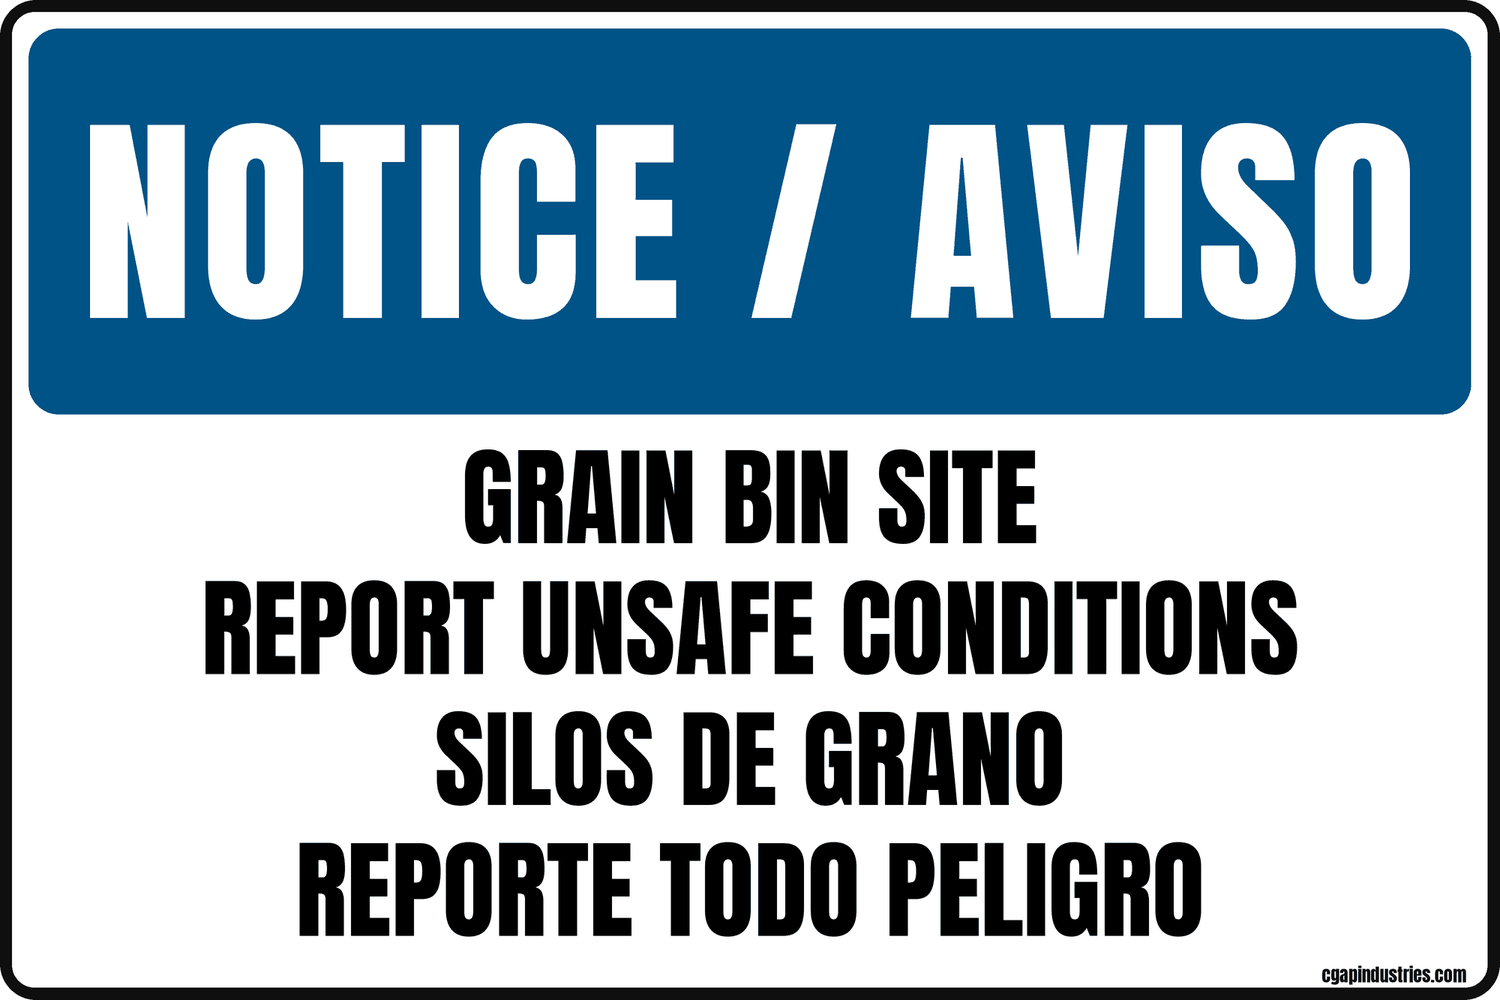 NOTICE / AVISO
GRAIN BIN SITE
REPORT UNSAFE CONDITIONS
SILOS DE GRANO
REPORTE TODO PELIGRO
cgapindustries.com